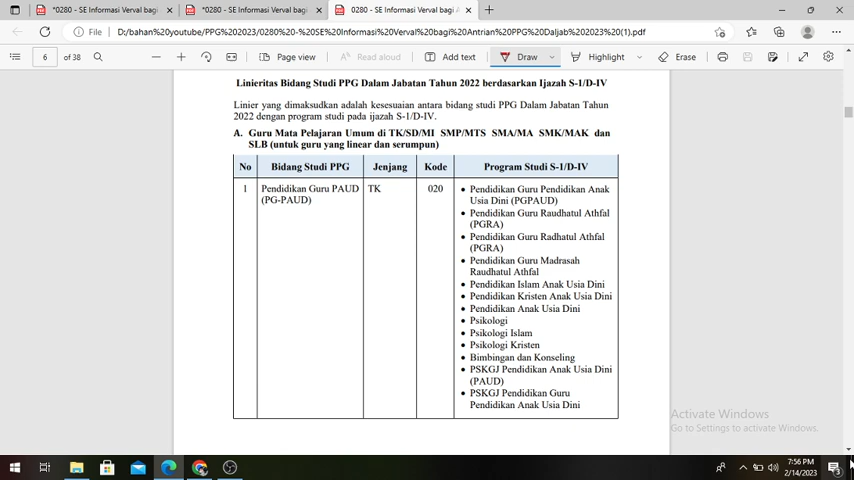 *0280 - SE Informasi Verval bagi
*0280 - SE Informasi Verval bagi
0280 - SE Informasi Verval bagi A
File
D:/bahan%20youtube/PPG%202023/0280%20-%20SE%20Informasi%20Verval%20bagi%20Antrian%20PPG%20Daljab%202023%20(1).pdf
6 of 38
Page view
Read aloud
Add text
Draw
Highlight
Erase
Linieritas Bidang Studi PPG Dalam Jabatan Tahun 2022 berdasarkan Ijazah S-1/D-IV
Linier yang dimaksudkan adalah kesesuaian antara bidang studi PPG Dalam Jabatan Tahun
2022 dengan program studi pada ijazah S-1/D-IV.
A. Guru Mata Pelajaran Umum di TK/SD/MI SMP/MTS SMA/MA SMK/MAK dan
SLB (untuk guru yang linear dan serumpun)
No Bidang Studi PPG Jenjang Kode Program Studi S-1/D-IV
1 Pendidikan Guru PAUD (PG-PAUD) TK 020
• Pendidikan Guru Pendidikan Anak
Usia Dini (PGPAUD)
• Pendidikan Guru Raudhatul Athfal
(PGRA)
• Pendidikan Guru Radhatul Athfal
(PGRA)
• Pendidikan Guru Madrasah
Raudhatul Athfal
• Pendidikan Islam Anak Usia Dini
• Pendidikan Kristen Anak Usia Dini
• Pendidikan Anak Usia Dini
• Psikologi
• Psikologi Islam
• Psikologi Kristen
• Bimbingan dan Konseling
• PSKGJ Pendidikan Anak Usia Dini
(PAUD)
• PSKGJ Pendidikan Guru
Pendidikan Anak Usia Dini
Activate Windows
Go to Settings to activate Windows.
7:56 PM
2/14/2023
3